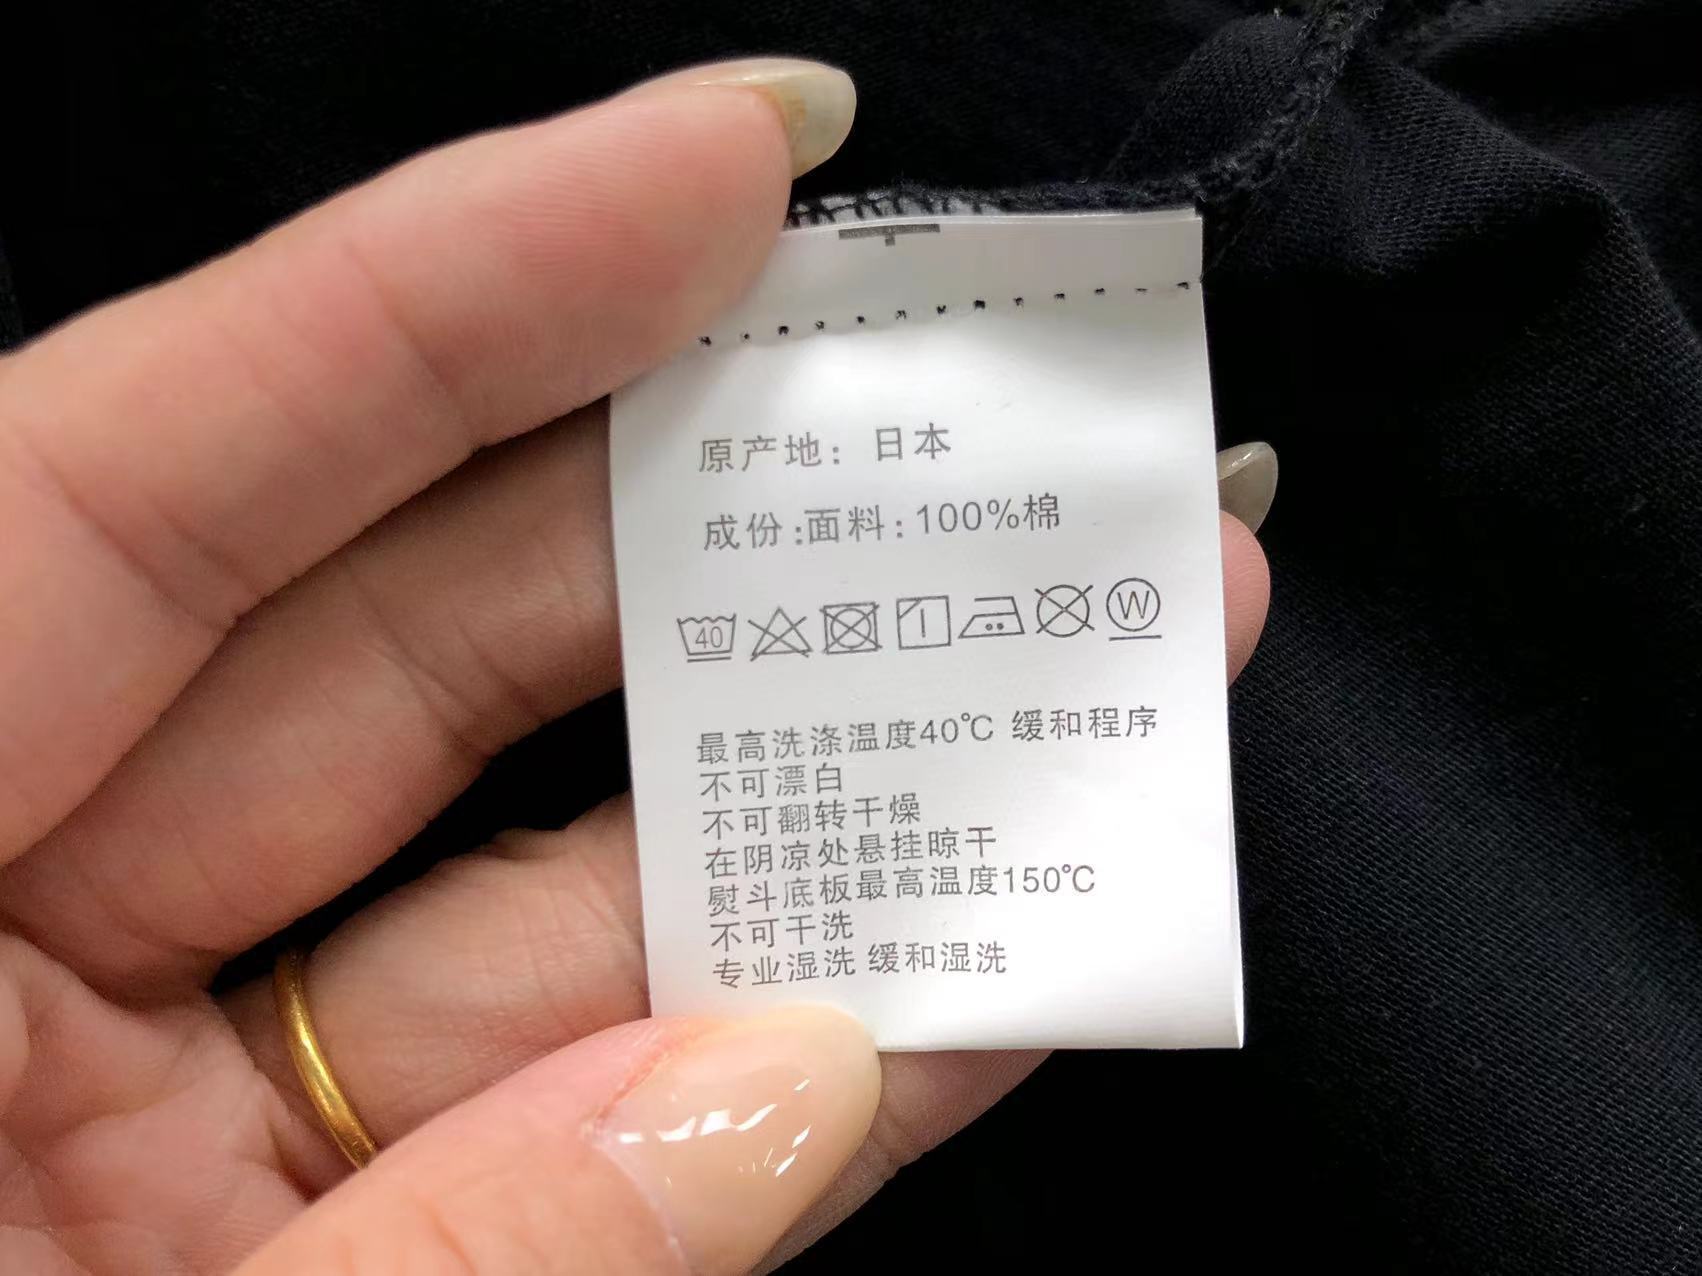 原产地：日本
成份:面料:100%棉
40 W
最高洗涤温度40℃ 缓和程序
不可漂白
不可翻转干燥
在阴凉处悬挂晾干
熨斗底板最高温度150℃
不可干洗
专业湿洗 缓和湿洗